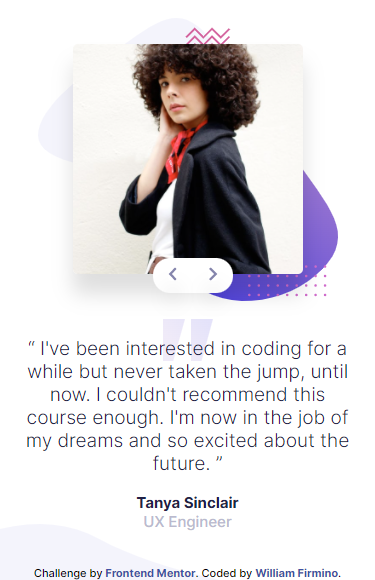 “ I've been interested in coding for a
while but never taken the jump, until
now. I couldn't recommend this
course enough. I'm now in the job of
my dreams and so excited about the
future. ”
Tanya Sinclair
UX Engineer
Challenge by Frontend Mentor. Coded by William Firmino.